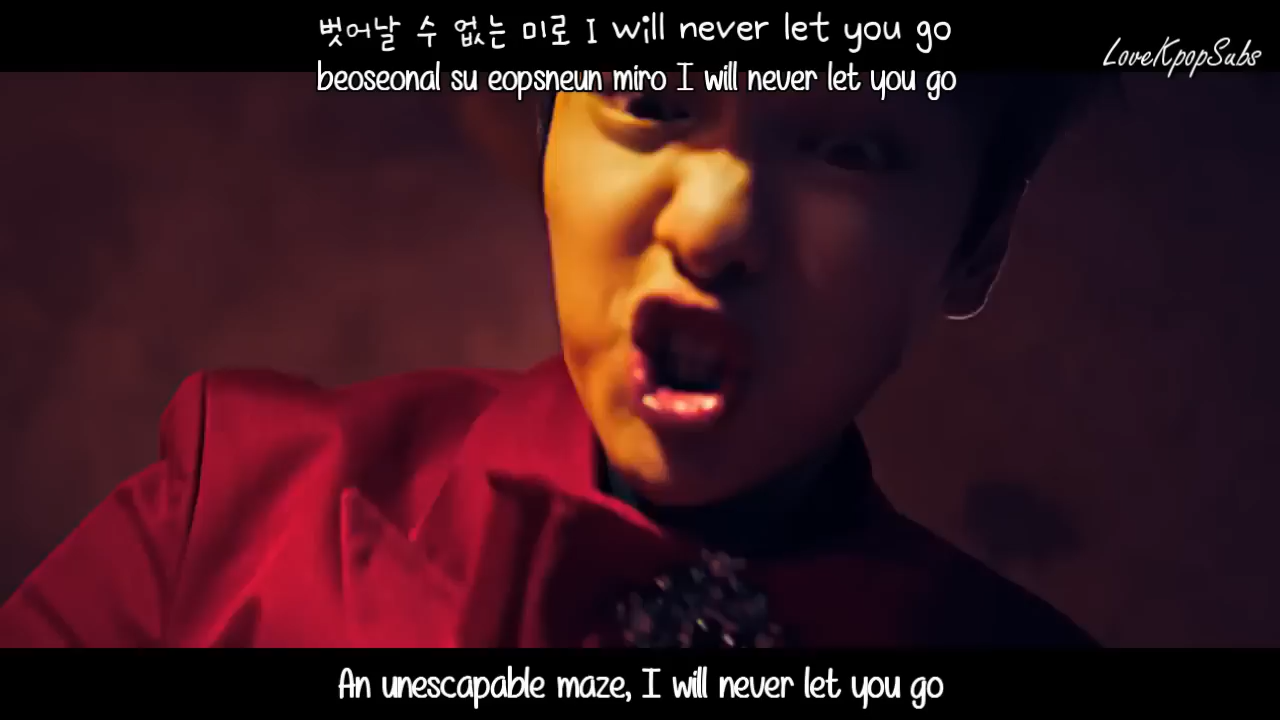 벗어날 수 없는 미로 I will never let you go
LoveKpopSubs
beoseonal su eopsneun miro I will never let you go
An unescapable maze, I will never let you go